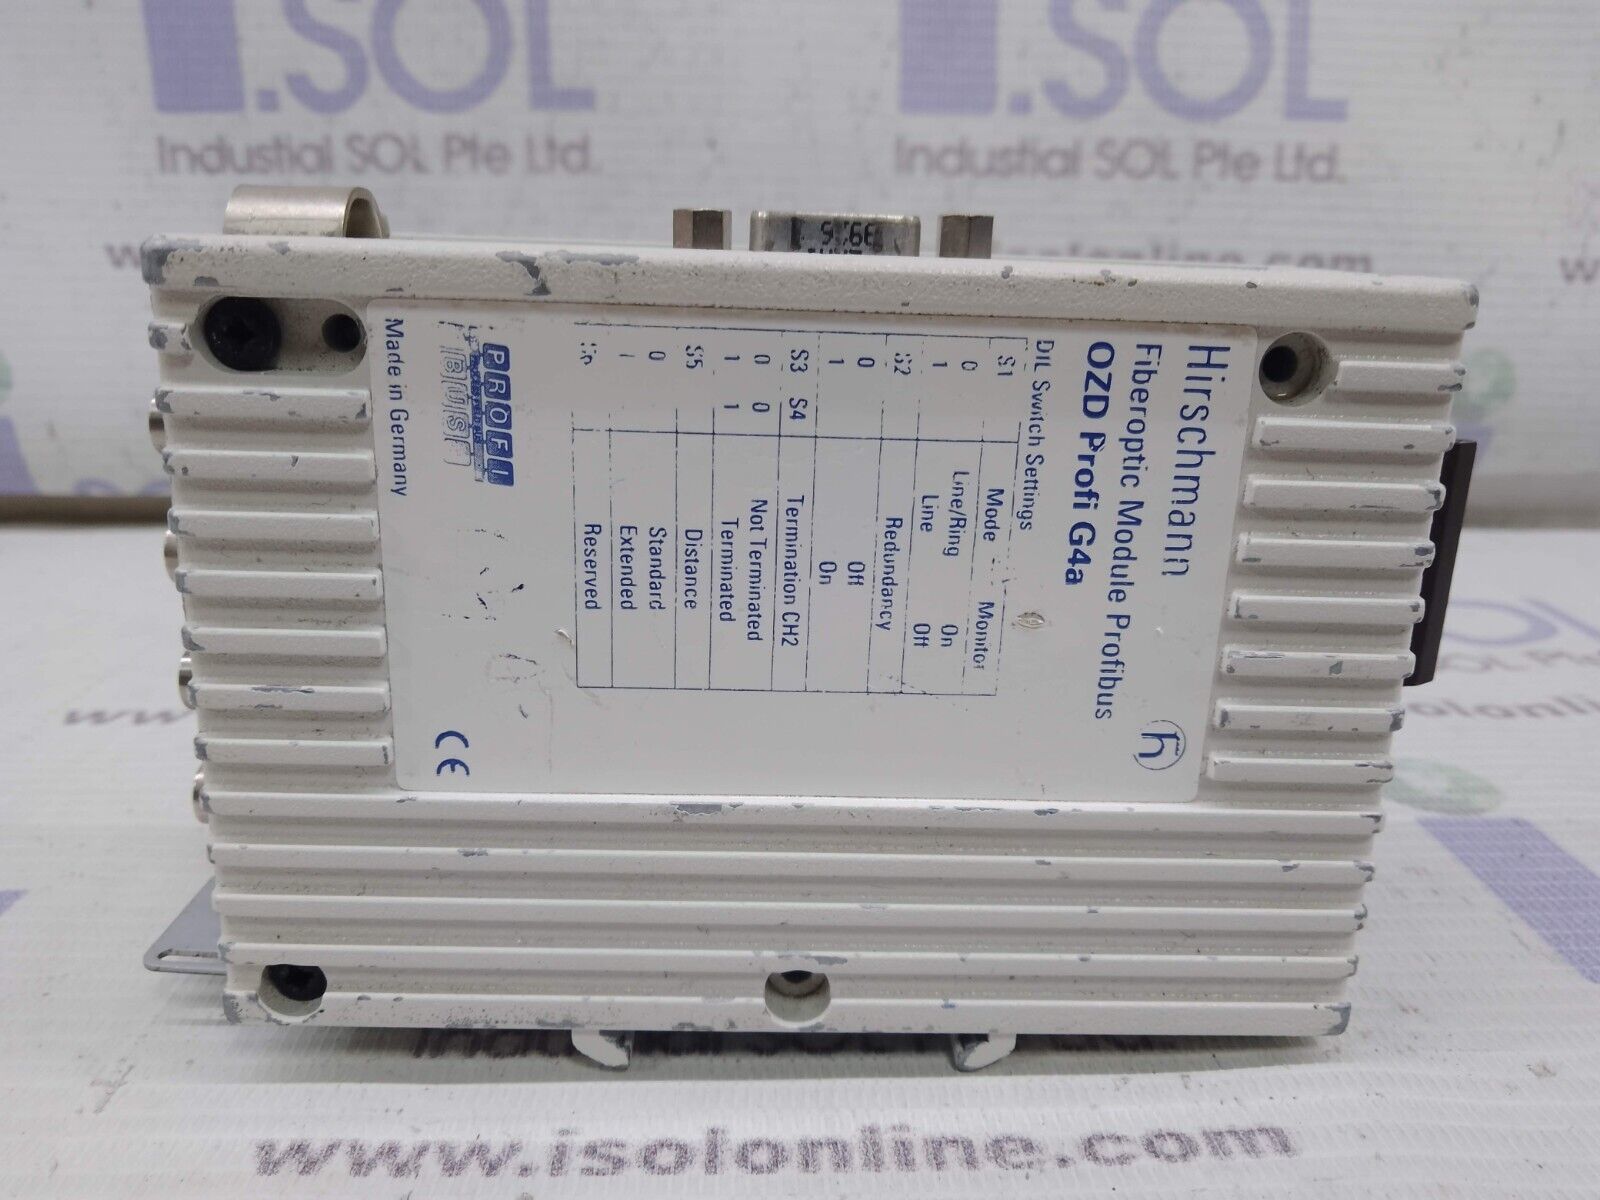 Hirschmann
Fiberoptic Module Profibus
OZD Profi G4a
DIL Switch Settings
S1 Mode Monitor
0 Line/Ring On
1 Line Off
S2 Redundancy
0 Off
1 On
S3 S4 Termination CH2
0 0 Not Terminated
1 1 Terminated
S5 Distance
0 Standard
1 Extended
S6 Reserved
PROFI
BUS
Made in Germany
CE
h
I.SOL
Industial SOL Pte Ltd.
I.SOL
Industial SOL Pte Ltd.
www.isolonline.com